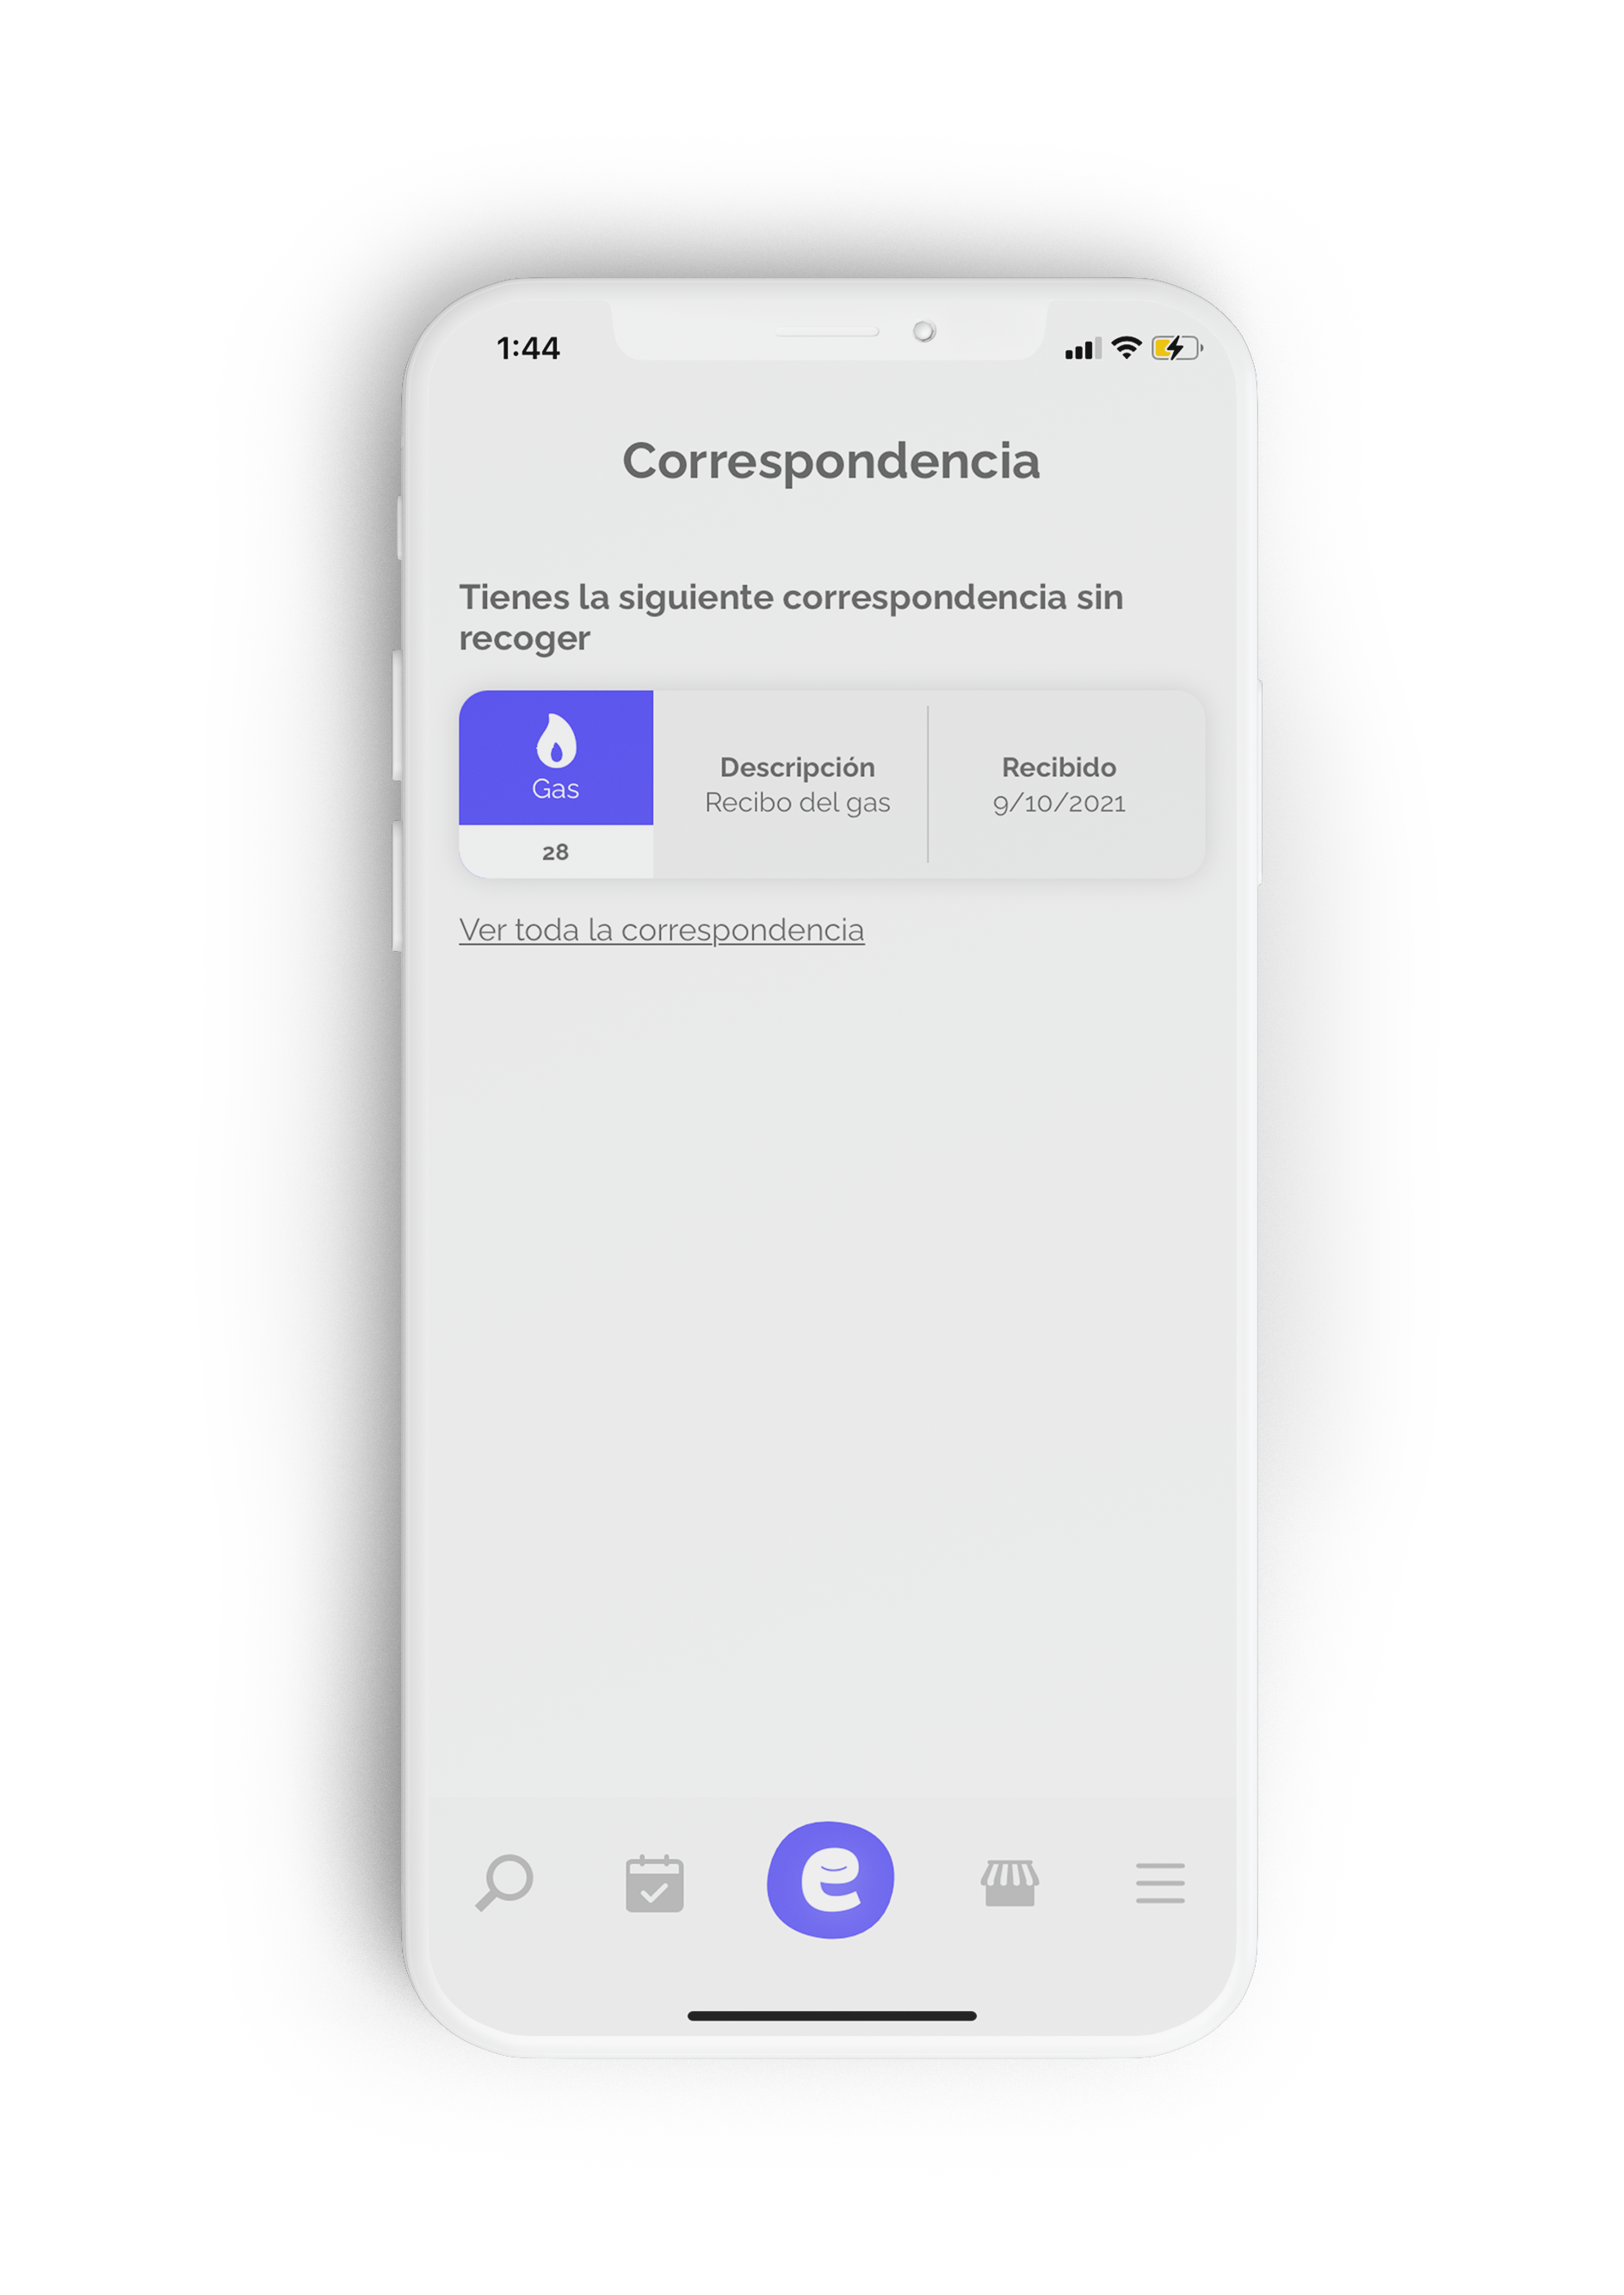 1:44
Correspondencia
Tienes la siguiente correspondencia sin
recoger
Gas
28
Descripción
Recibo del gas
Recibido
9/10/2021
Ver toda la correspondencia
e